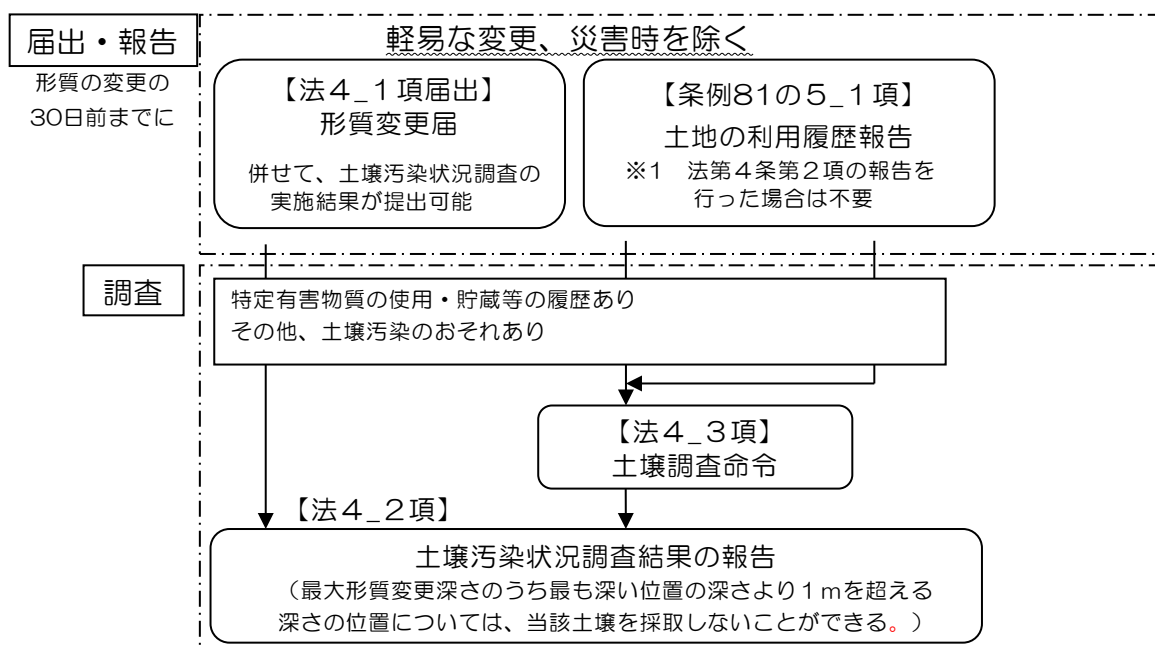 届出・報告
形質の変更の
30日前までに
軽易な変更、災害時を除く
【法4_1項届出】
形質変更届
併せて、土壌汚染状況調査の
実施結果が提出可能
【条例81の5_1項】
土地の利用履歴報告
※1　法第4条第2項の報告を
行った場合は不要
調査
特定有害物質の使用・貯蔵等の履歴あり
その他、土壌汚染のおそれあり
【法4_3項】
土壌調査命令
【法4_2項】
土壌汚染状況調査結果の報告
（最大形質変更深さのうち最も深い位置の深さより1mを超える
深さの位置については、当該土壌を採取しないことができる。）